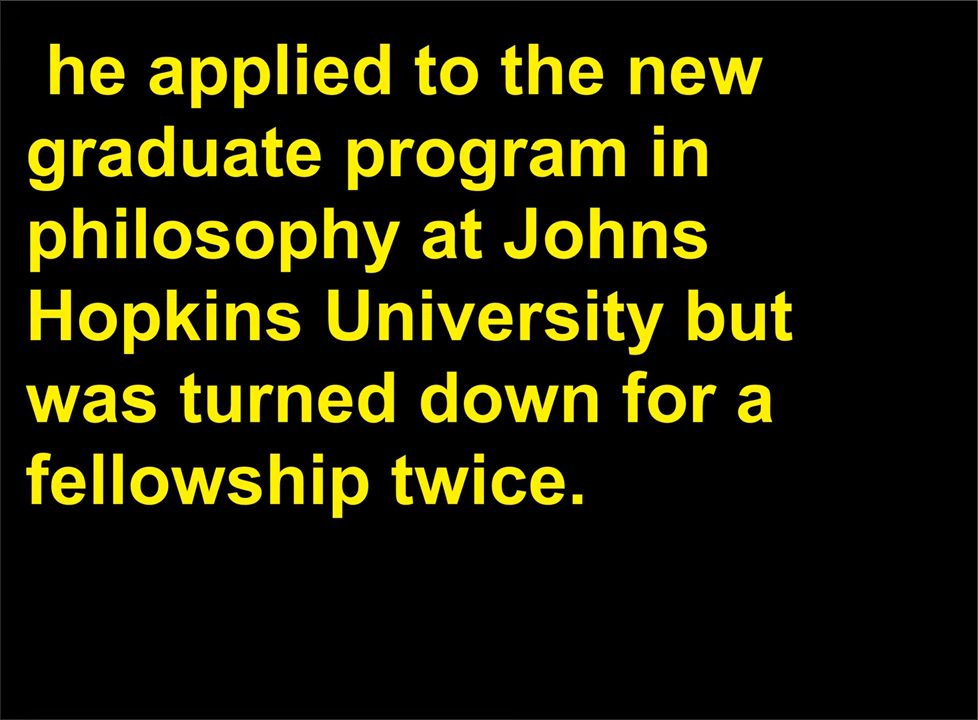 he applied to the new
graduate program in
philosophy at Johns
Hopkins University but
was turned down for a
fellowship twice.